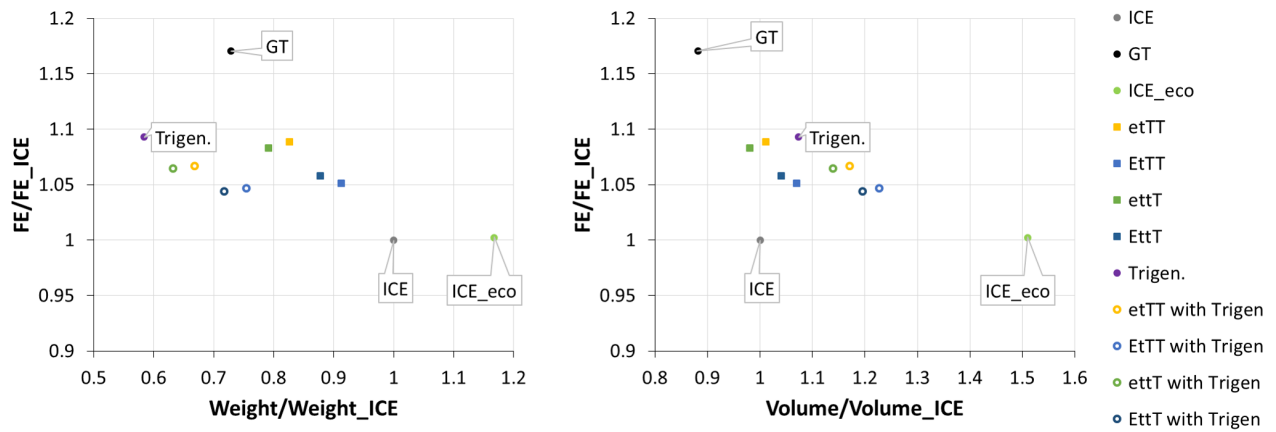 1.2
1.15
1.1
1.05
1
0.95
0.9
FE/FE_ICE
GT
Trigen.
ICE
ICE_eco
0.5 0.6 0.7 0.8 0.9 1 1.1 1.2
Weight/Weight_ICE
1.2
1.15
1.1
1.05
1
0.95
0.9
FE/FE_ICE
GT
Trigen.
ICE
ICE_eco
0.8 0.9 1 1.1 1.2 1.3 1.4 1.5 1.6
Volume/Volume_ICE
ICE
GT
ICE_eco
etTT
EtTT
ettT
EttT
Trigen.
etTT with Trigen
EtTT with Trigen
ettT with Trigen
EttT with Trigen